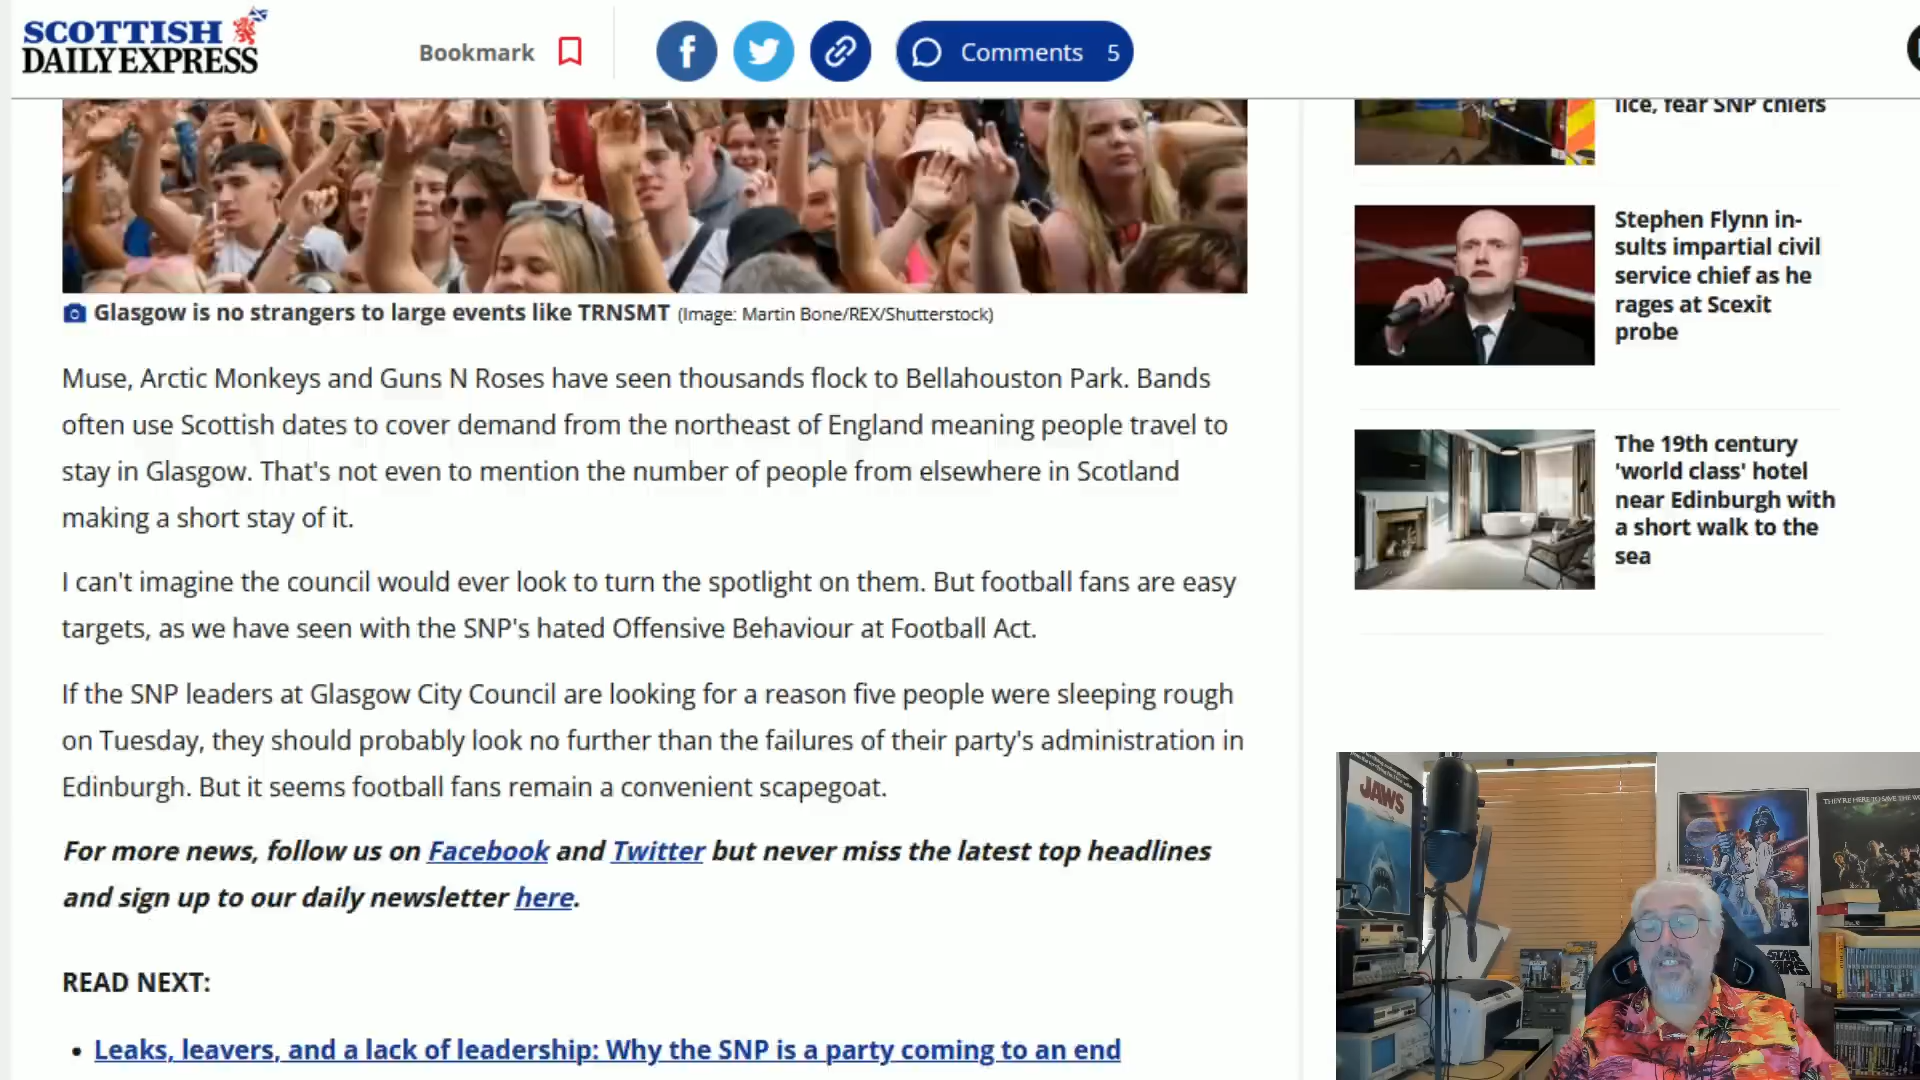 SCOTTISH
DAILY EXPRESS
Bookmark
f
Comments 5
lice, fear SNP chiefs
Glasgow is no strangers to large events like TRNSMT (Image: Martin Bone/REX/Shutterstock)
Muse, Arctic Monkeys and Guns N Roses have seen thousands flock to Bellahouston Park. Bands
often use Scottish dates to cover demand from the northeast of England meaning people travel to
stay in Glasgow. That's not even to mention the number of people from elsewhere in Scotland
making a short stay of it.
I can't imagine the council would ever look to turn the spotlight on them. But football fans are easy
targets, as we have seen with the SNP's hated Offensive Behaviour at Football Act.
If the SNP leaders at Glasgow City Council are looking for a reason five people were sleeping rough
on Tuesday, they should probably look no further than the failures of their party's administration in
Edinburgh. But it seems football fans remain a convenient scapegoat.
For more news, follow us on Facebook and Twitter but never miss the latest top headlines
and sign up to our daily newsletter here.
READ NEXT:
• Leaks, leavers, and a lack of leadership: Why the SNP is a party coming to an end
Stephen Flynn in-
sults impartial civil
service chief as he
rages at Scexit
probe
The 19th century
'world class' hotel
near Edinburgh with
a short walk to the
sea
JAWS
THEY'RE HERE TO SAVE THE
STAR
WARS